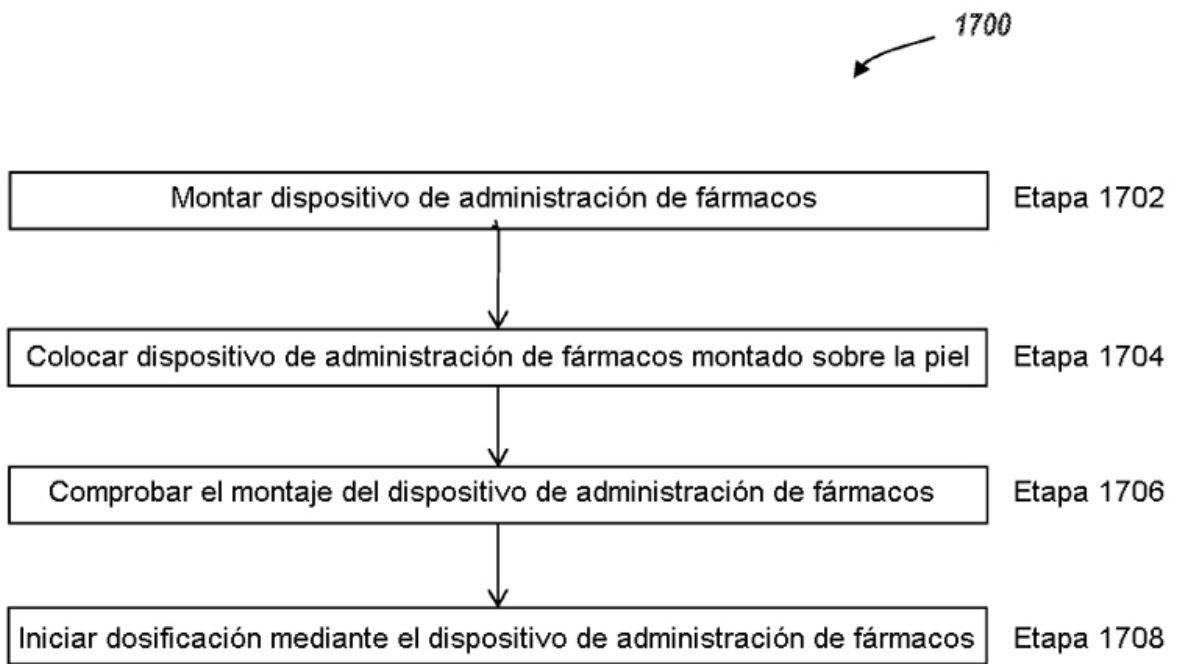 1700
Montar dispositivo de administración de fármacos Etapa 1702
Colocar dispositivo de administración de fármacos montado sobre la piel Etapa 1704
Comprobar el montaje del dispositivo de administración de fármacos Etapa 1706
Iniciar dosificación mediante el dispositivo de administración de fármacos Etapa 1708